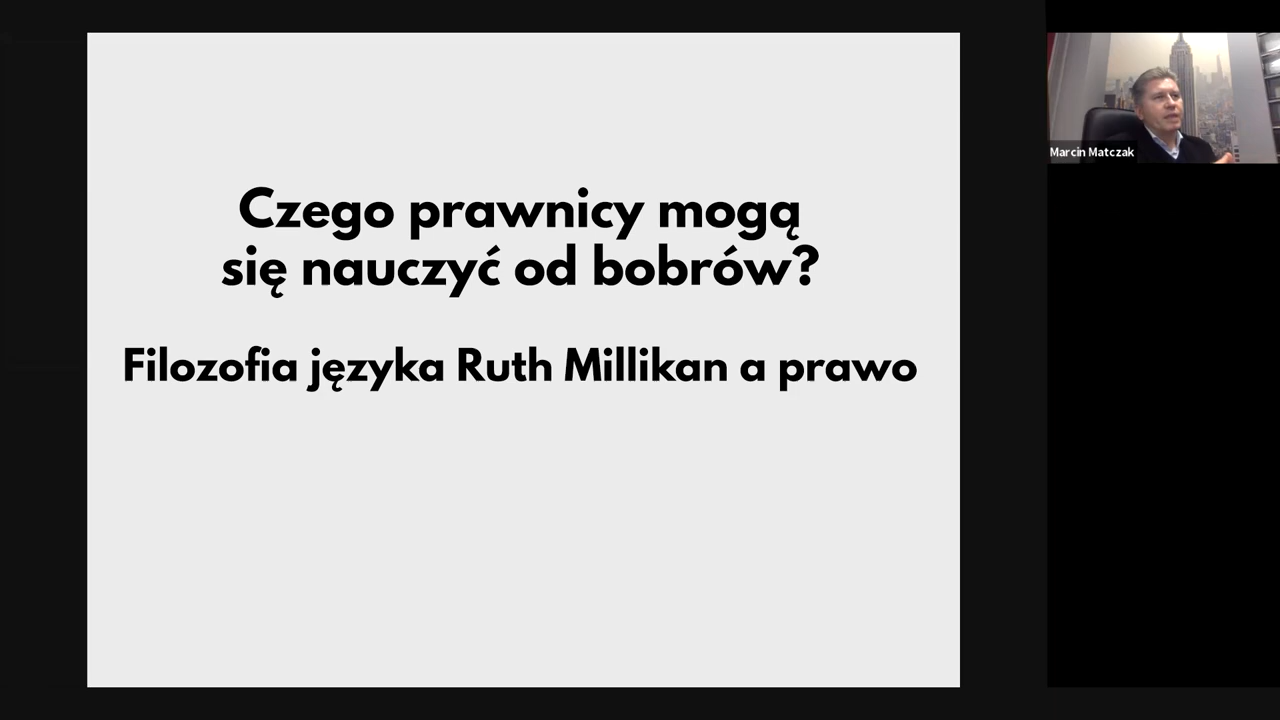 Czego prawnicy mogą
się nauczyć od bobrów?
Filozofia języka Ruth Millikan a prawo
Marcin Matczak